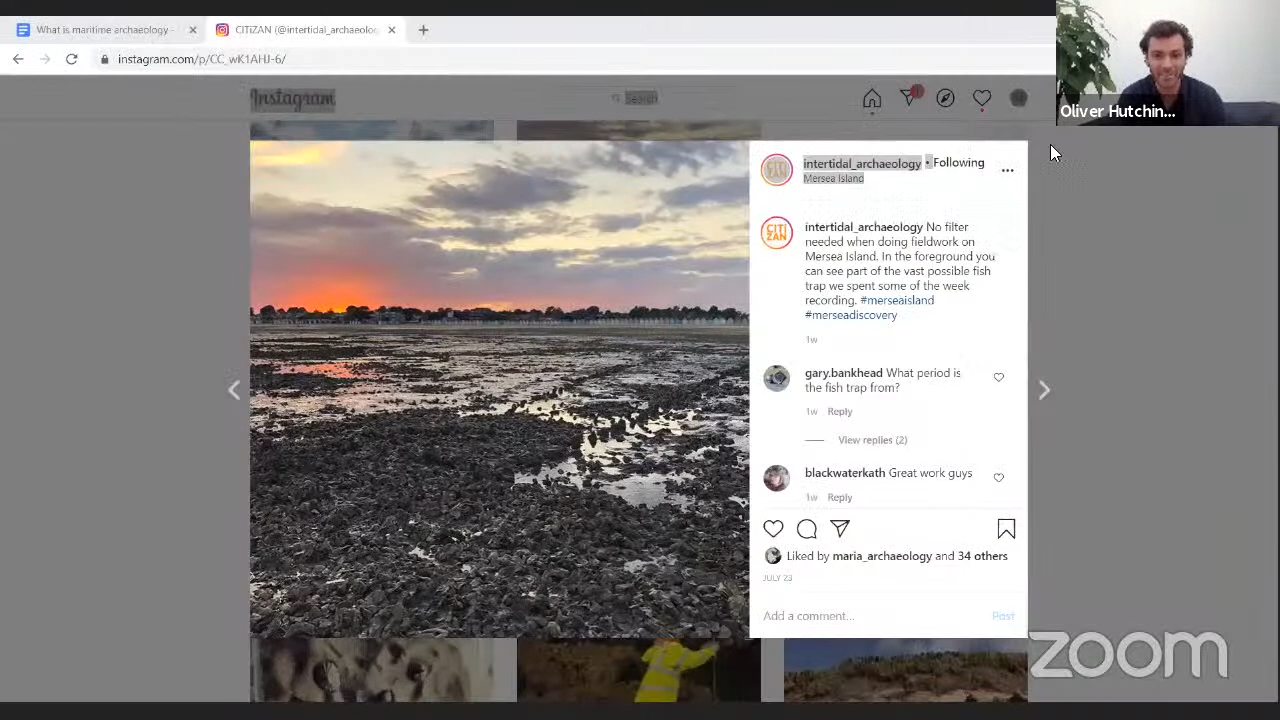 What is maritime archaeology -
CITiZAN (@intertidal_archaeolog
instagram.com/p/CC_wK1AHJ-6/
Oliver Hutchin...
Instagram
Search
intertidal_archaeology • Following
Mersea Island
CITI
ZAN
intertidal_archaeology No filter
needed when doing fieldwork on
Mersea Island. In the foreground you
can see part of the vast possible fish
trap we spent some of the week
recording. #merseaisland
#merseadiscovery
1w
gary.bankhead What period is
the fish trap from?
1w Reply
View replies (2)
blackwaterkath Great work guys
1w Reply
Liked by maria_archaeology and 34 others
JULY 23
Add a comment...
Post
zoom